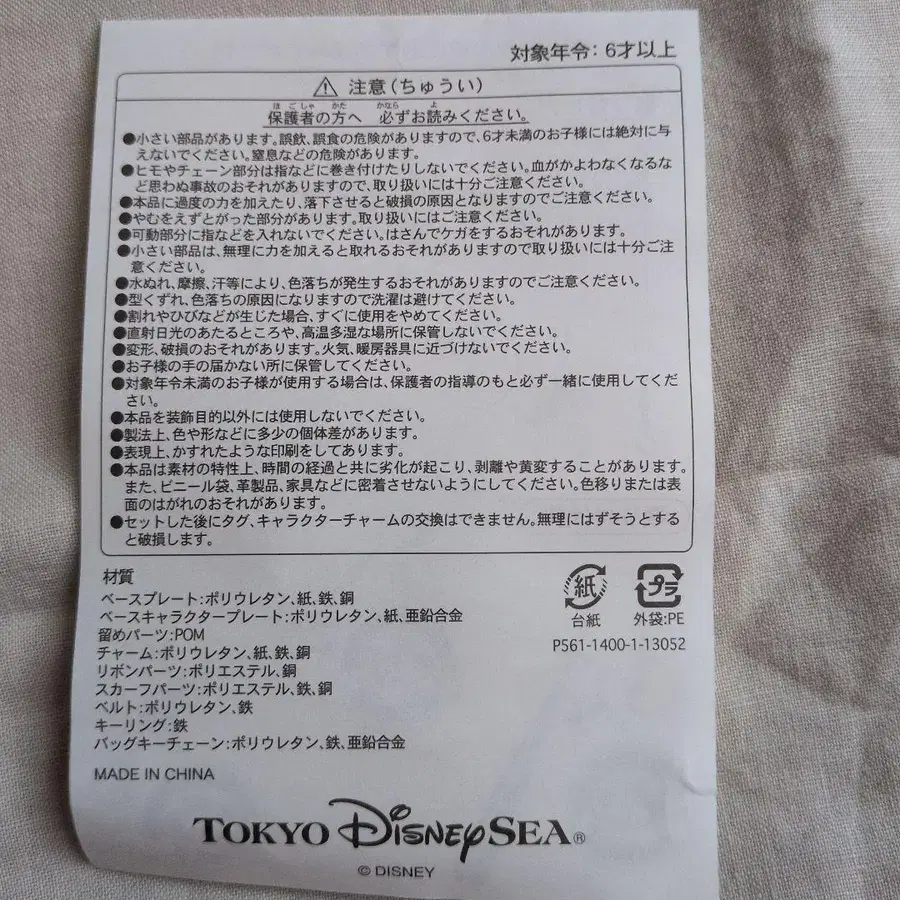 対象年令：6才以上
⚠ 注意（ちゅうい）
ほごしゃ かた かなら よ
保護者の方へ 必ずお読みください。
●小さい部品があります。誤飲、誤食の危険がありますので、6才未満のお子様には絶対に与
えないでください。窒息などの危険があります。
●ヒモやチェーン部分は指などに巻き付けたりしないでください。血がかよわなくなるな
ど思わぬ事故のおそれがありますので、取り扱いには十分ご注意ください。
●本品に過度の力を加えたり、落下させると破損の原因となりますのでご注意ください。
●やむをえずとがった部分があります。取り扱いにはご注意ください。
●可動部分に指などを入れないでください。はさんでケガをするおそれがあります。
●小さい部品は、無理に力を加えると取れるおそれがありますので取り扱いには十分ご注
意ください。
●水ぬれ、摩擦、汗等により、色落ちが発生するおそれがありますのでご注意ください。
●型くずれ、色落ちの原因になりますので洗濯は避けてください。
●割れやひびなどが生じた場合、すぐに使用をやめてください。
●直射日光のあたるところや、高温多湿な場所に保管しないでください。
●変形、破損のおそれがあります。火気、暖房器具に近づけないでください。
●お子様の手の届かない所に保管してください。
●対象年令未満のお子様が使用する場合は、保護者の指導のもと必ず一緒に使用してくだ
さい。
●本品を装飾目的以外には使用しないでください。
●製法上、色や形などに多少の個体差があります。
●表現上、かすれたような印刷をしてあります。
●本品は素材の特性上、時間の経過と共に劣化が起こり、剥離や黄変することがあります。
また、ビニール袋、革製品、家具などに密着させないようにしてください。色移りまたは表
面のはがれのおそれがあります。
●セットした後にタグ、キャラクターチャームの交換はできません。無理にはずそうとする
と破損します。
材質
ベースプレート：ポリウレタン、紙、鉄、銅
ベースキャラクタープレート：ポリウレタン、紙、亜鉛合金
留めパーツ：POM
チャーム：ポリウレタン、紙、鉄、銅
リボンパーツ：ポリエステル、銅
スカーフパーツ：ポリエステル、鉄、銅
ベルト：ポリウレタン、鉄
キーリング：鉄
バッグキーチェーン：ポリウレタン、鉄、亜鉛合金
紙 プラ
台紙 外袋：PE
P561-1400-1-13052
MADE IN CHINA
TOKYO DISNEY SEA®
© DISNEY